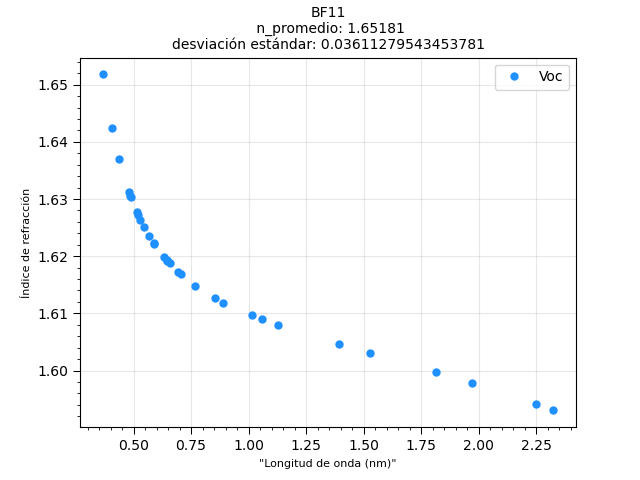 BF11
n_promedio: 1.65181
desviación estándar: 0.03611279543453781
Voc
1.65
1.64
1.63
1.62
1.61
1.60
Índice de refracción
0.50 0.75 1.00 1.25 1.50 1.75 2.00 2.25
"Longitud de onda (nm)"